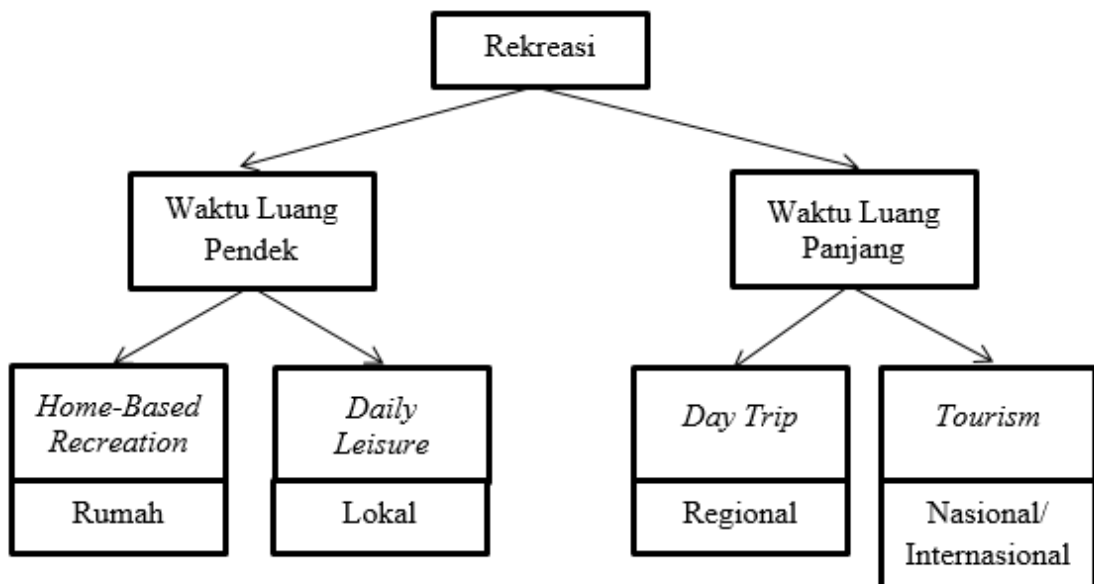 Rekreasi
Waktu Luang
Pendek
Waktu Luang
Panjang
Home-Based
Recreation
Rumah
Daily
Leisure
Lokal
Day Trip
Regional
Tourism
Nasional/
Internasional